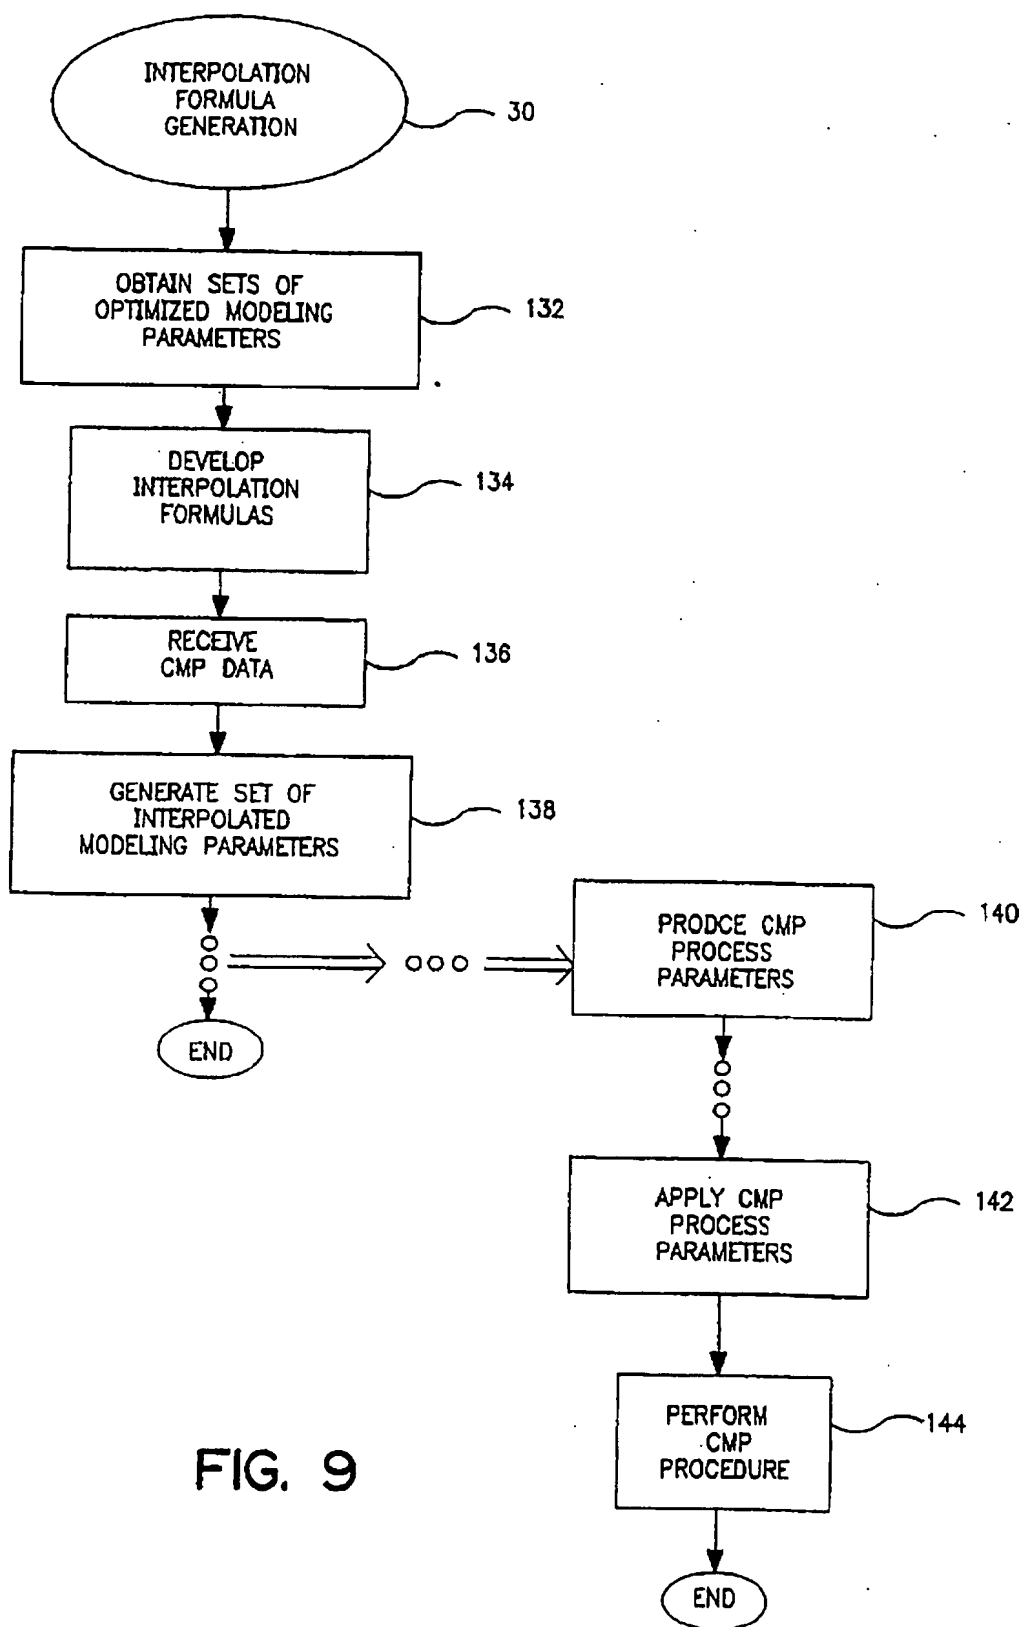 INTERPOLATION
FORMULA
GENERATION
30
OBTAIN SETS OF
OPTIMIZED MODELING
PARAMETERS
132
DEVELOP
INTERPOLATION
FORMULAS
134
RECEIVE
CMP DATA
136
GENERATE SET OF
INTERPOLATED
MODELING PARAMETERS
138
END
PRODCE CMP
PROCESS
PARAMETERS
140
APPLY CMP
PROCESS
PARAMETERS
142
PERFORM
CMP
PROCEDURE
144
END
FIG. 9